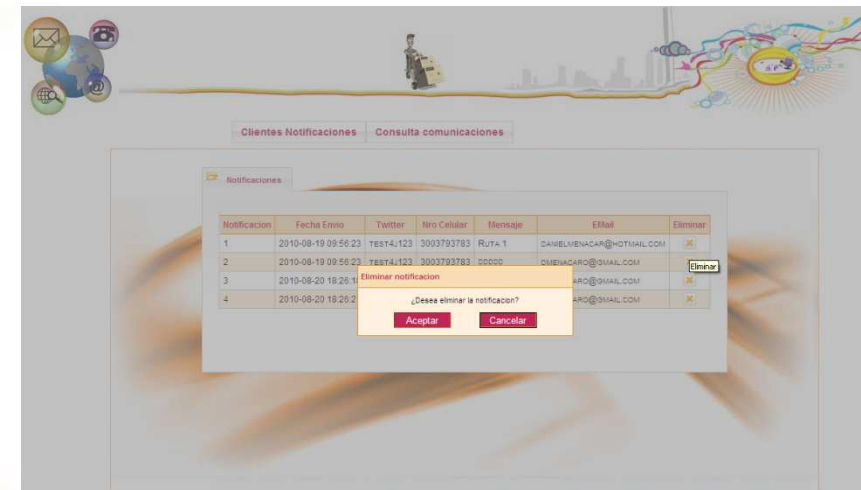 Clientes Notificaciones Consulta comunicaciones
Notificaciones
Notificacion Fecha Envio Twitter Nro Celular Mensaje EMail Eliminar
1 2010-08-19 09:56:23 TEST4J123 3003793783 RUTA 1 DANIELMENACAR@HOTMAIL.COM
2 2010-08-19 09:56:23 TEST4J123 3003793783 DMENACARO@GMAIL.COM
Eliminar
Eliminar notificacion
3 2010-08-20 18:26:1 ARO@GMAIL.COM
¿Desea eliminar la notificacion?
4 2010-08-20 18:26:2 ARO@GMAIL.COM
Aceptar Cancelar